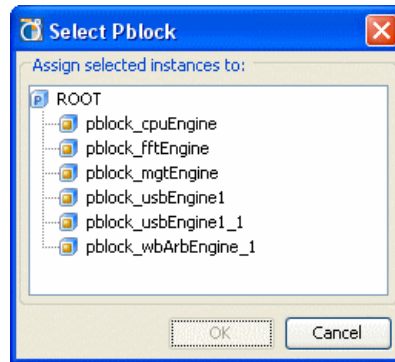 Select Pblock
Assign selected instances to:
ROOT
pblock_cpuEngine
pblock_fftEngine
pblock_mgtEngine
pblock_usbEngine1
pblock_usbEngine1_1
pblock_wbArbEngine_1
OK
Cancel